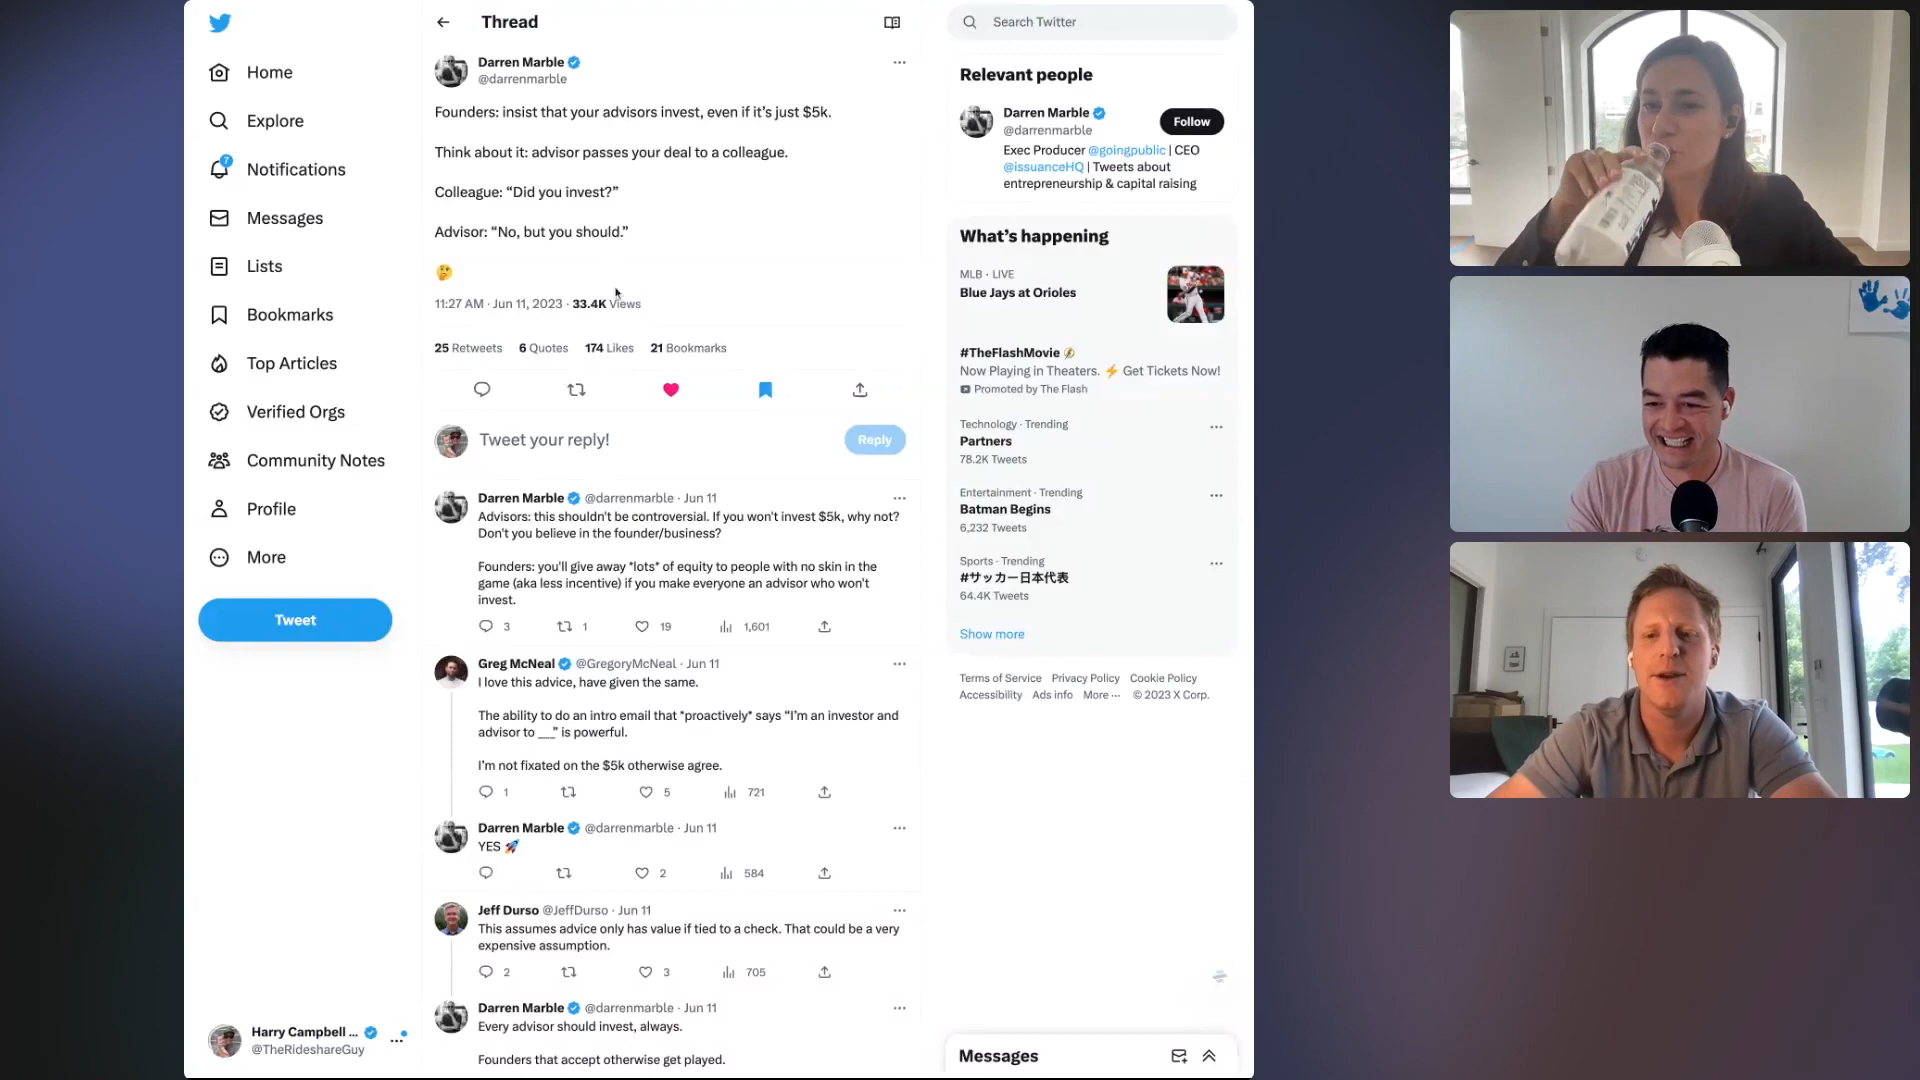 Home
Explore
7
Notifications
Messages
Lists
Bookmarks
Top Articles
Verified Orgs
Community Notes
Profile
More
Tweet
Harry Campbell ...
@TheRideshareGuy
Thread
Darren Marble
@darrenmarble
Founders: insist that your advisors invest, even if it’s just $5k.
Think about it: advisor passes your deal to a colleague.
Colleague: “Did you invest?”
Advisor: “No, but you should.”
🤔
11:27 AM · Jun 11, 2023 · 33.4K Views
25 Retweets 6 Quotes 174 Likes 21 Bookmarks
Tweet your reply!
Reply
Darren Marble @darrenmarble · Jun 11
Advisors: this shouldn't be controversial. If you won't invest $5k, why not?
Don't you believe in the founder/business?
Founders: you'll give away *lots* of equity to people with no skin in the
game (aka less incentive) if you make everyone an advisor who won't
invest.
3 1 19 1,601
Greg McNeal @GregoryMcNeal · Jun 11
I love this advice, have given the same.
The ability to do an intro email that *proactively* says “I’m an investor and
advisor to ___” is powerful.
I’m not fixated on the $5k otherwise agree.
1 5 721
Darren Marble @darrenmarble · Jun 11
YES 🚀
2 584
Jeff Durso @JeffDurso · Jun 11
This assumes advice only has value if tied to a check. That could be a very
expensive assumption.
2 3 705
Darren Marble @darrenmarble · Jun 11
Every advisor should invest, always.
Founders that accept otherwise get played.
Search Twitter
Relevant people
Darren Marble
@darrenmarble
Follow
Exec Producer @goingpublic | CEO
@issuanceHQ | Tweets about
entrepreneurship & capital raising
What’s happening
MLB · LIVE
Blue Jays at Orioles
#TheFlashMovie
Now Playing in Theaters. ⚡ Get Tickets Now!
Promoted by The Flash
Technology · Trending
Partners
78.2K Tweets
Entertainment · Trending
Batman Begins
6,232 Tweets
Sports · Trending
#サッカー日本代表
64.4K Tweets
Show more
Terms of Service Privacy Policy Cookie Policy
Accessibility Ads info More ··· © 2023 X Corp.
Messages